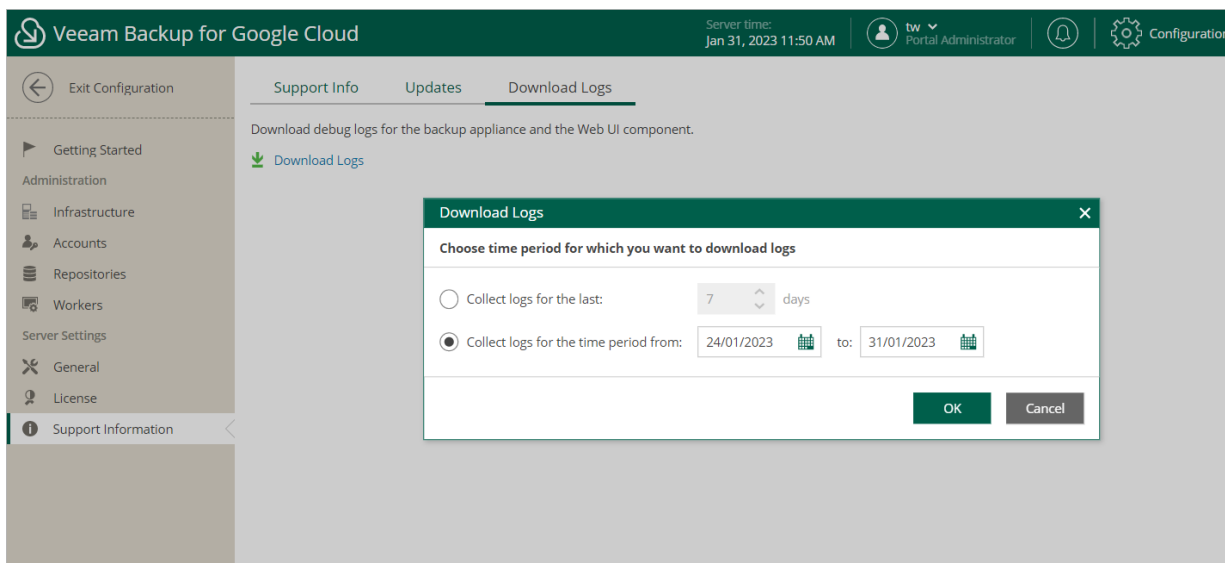 Veeam Backup for Google Cloud
Server time:
Jan 31, 2023 11:50 AM
tw
Portal Administrator
Configuration
Exit Configuration
Support Info Updates Download Logs
Download debug logs for the backup appliance and the Web UI component.
Download Logs
Getting Started
Administration
Infrastructure
Accounts
Repositories
Workers
Server Settings
General
License
Support Information
Download Logs
Choose time period for which you want to download logs
Collect logs for the last: 7 days
Collect logs for the time period from: 24/01/2023 to: 31/01/2023
OK Cancel